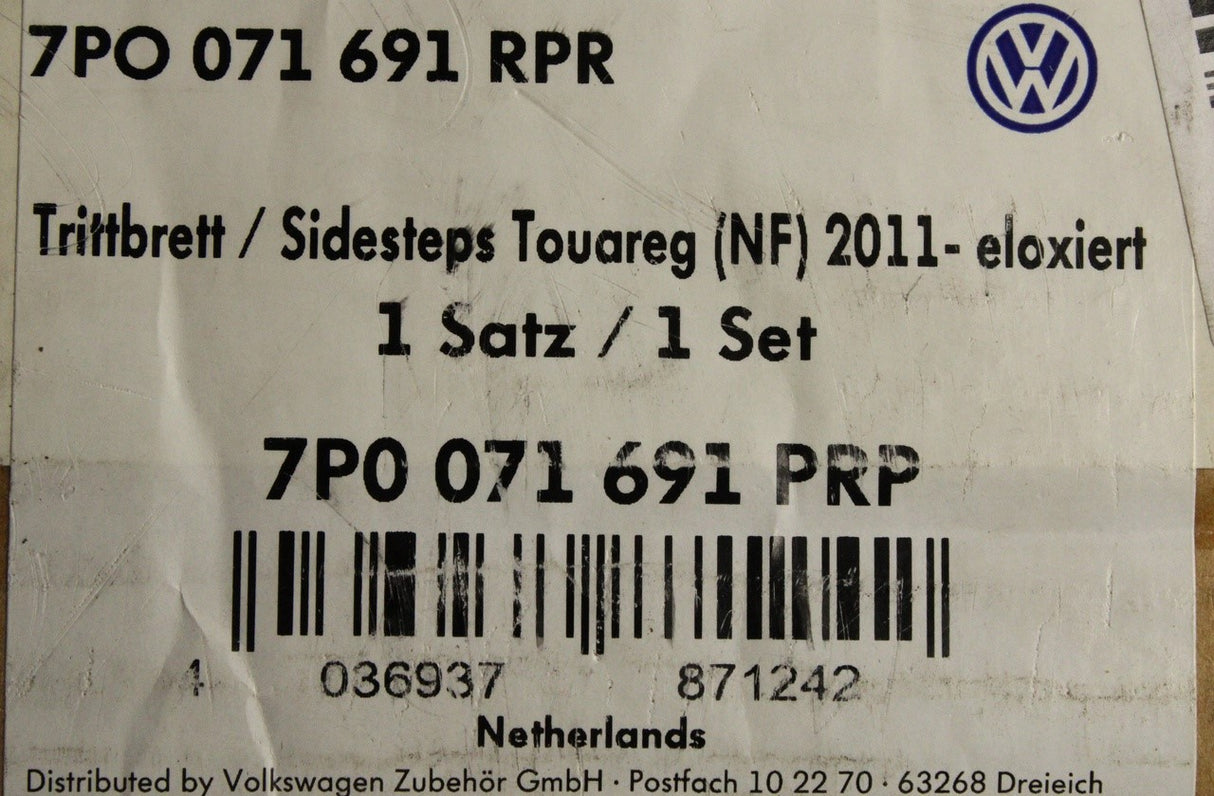 7PO 071 691 RPR
Trittbrett / Sidesteps Touareg (NF) 2011- eloxiert
1 Satz / 1 Set
7P0 071 691 PRP
4 036937 871242
Netherlands
Distributed by Volkswagen Zubehör GmbH · Postfach 10 22 70 · 63268 Dreieich